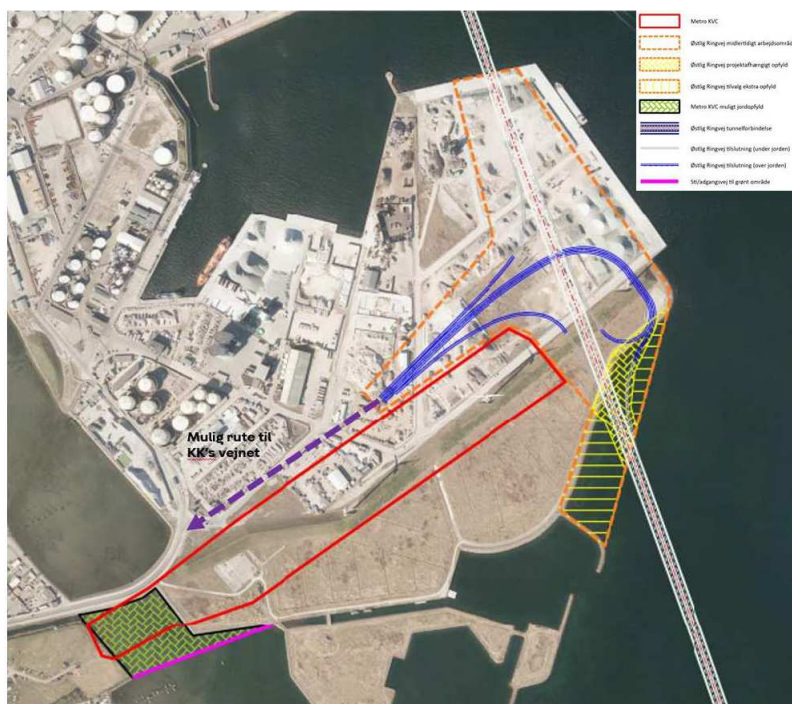 Metro KVC
Østlig Ringvej midlertidigt arbejdsområde
Østlig Ringvej projektafhængigt opfyld
Østlig Ringvej tilvalg ekstra opfyld
Metro KVC muligt jordopfyld
Østlig Ringvej tunnelforbindelse
Østlig Ringvej tilslutning (under jorden)
Østlig Ringvej tilslutning (over jorden)
Sti/adgangsvej til grønt område
Mulig rute til
KK's vejnet